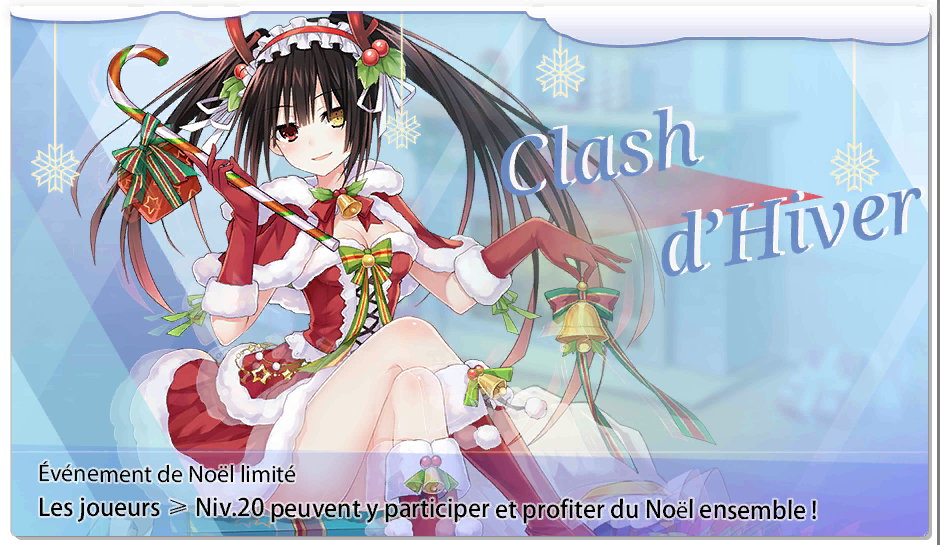 Clash
d'Hiver
Événement de Noël limité
Les joueurs ⩾ Niv.20 peuvent y participer et profiter du Noël ensemble !